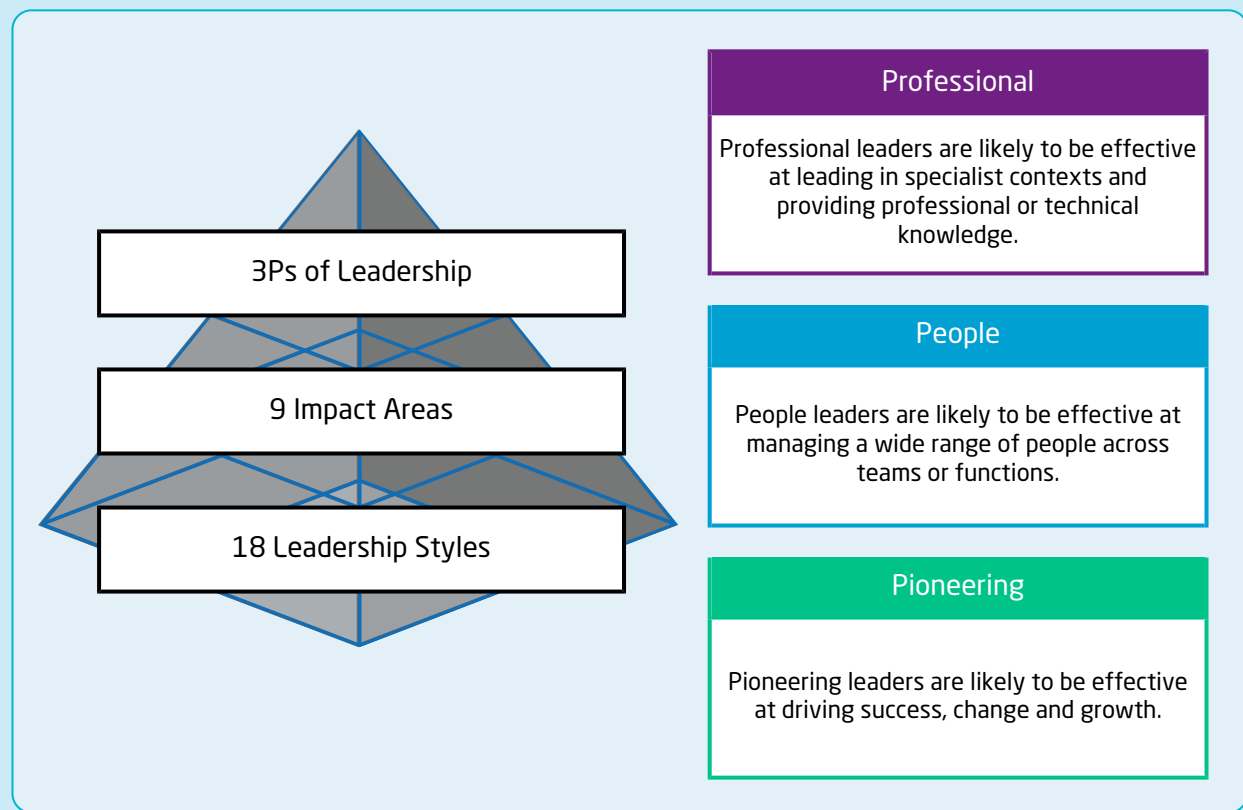 3Ps of Leadership
9 Impact Areas
18 Leadership Styles
Professional
Professional leaders are likely to be effective
at leading in specialist contexts and
providing professional or technical
knowledge.
People
People leaders are likely to be effective at
managing a wide range of people across
teams or functions.
Pioneering
Pioneering leaders are likely to be effective
at driving success, change and growth.